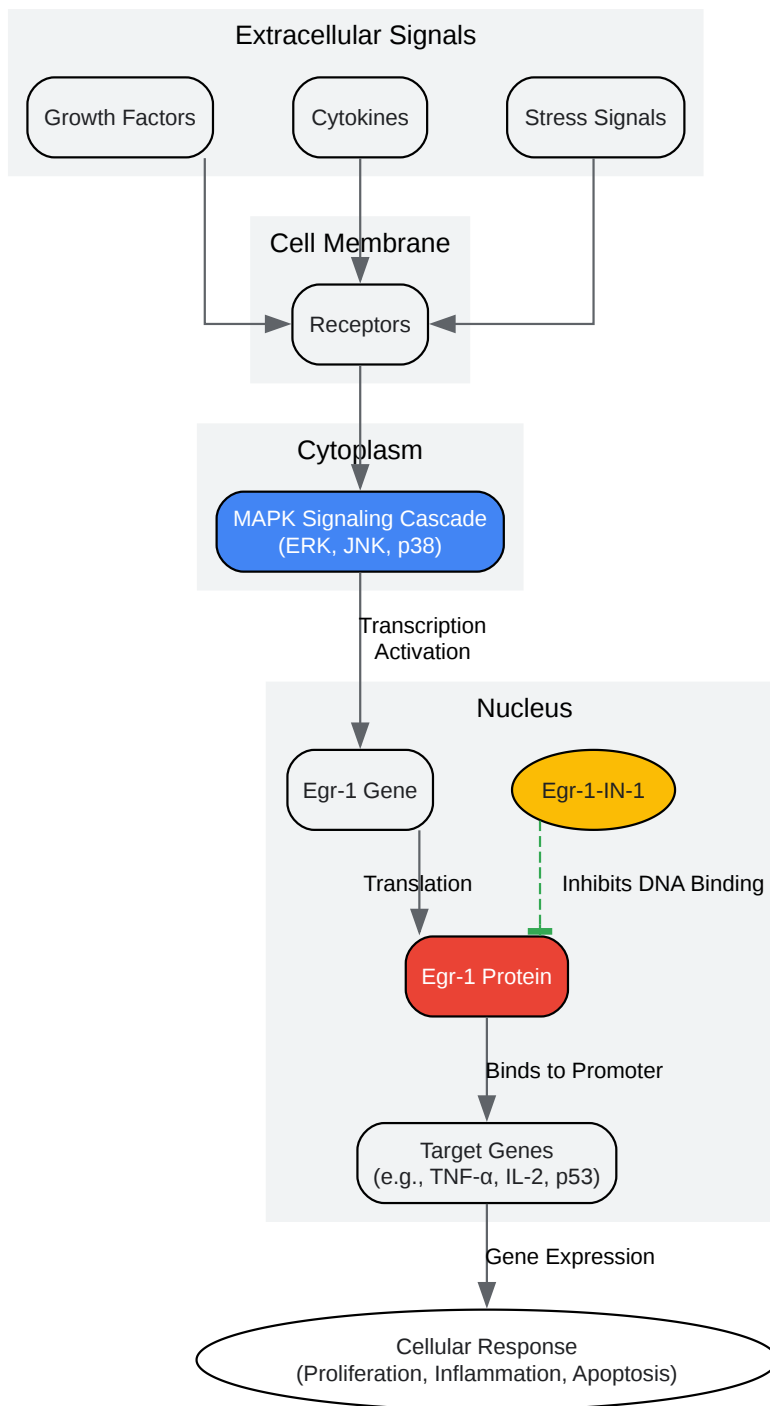 Extracellular Signals
Growth Factors
Cytokines
Stress Signals
Cell Membrane
Receptors
Cytoplasm
MAPK Signaling Cascade
(ERK, JNK, p38)
Transcription
Activation
Nucleus
Egr-1 Gene
Egr-1-IN-1
Translation
Inhibits DNA Binding
Egr-1 Protein
Binds to Promoter
Target Genes
(e.g., TNF-α, IL-2, p53)
Gene Expression
Cellular Response
(Proliferation, Inflammation, Apoptosis)